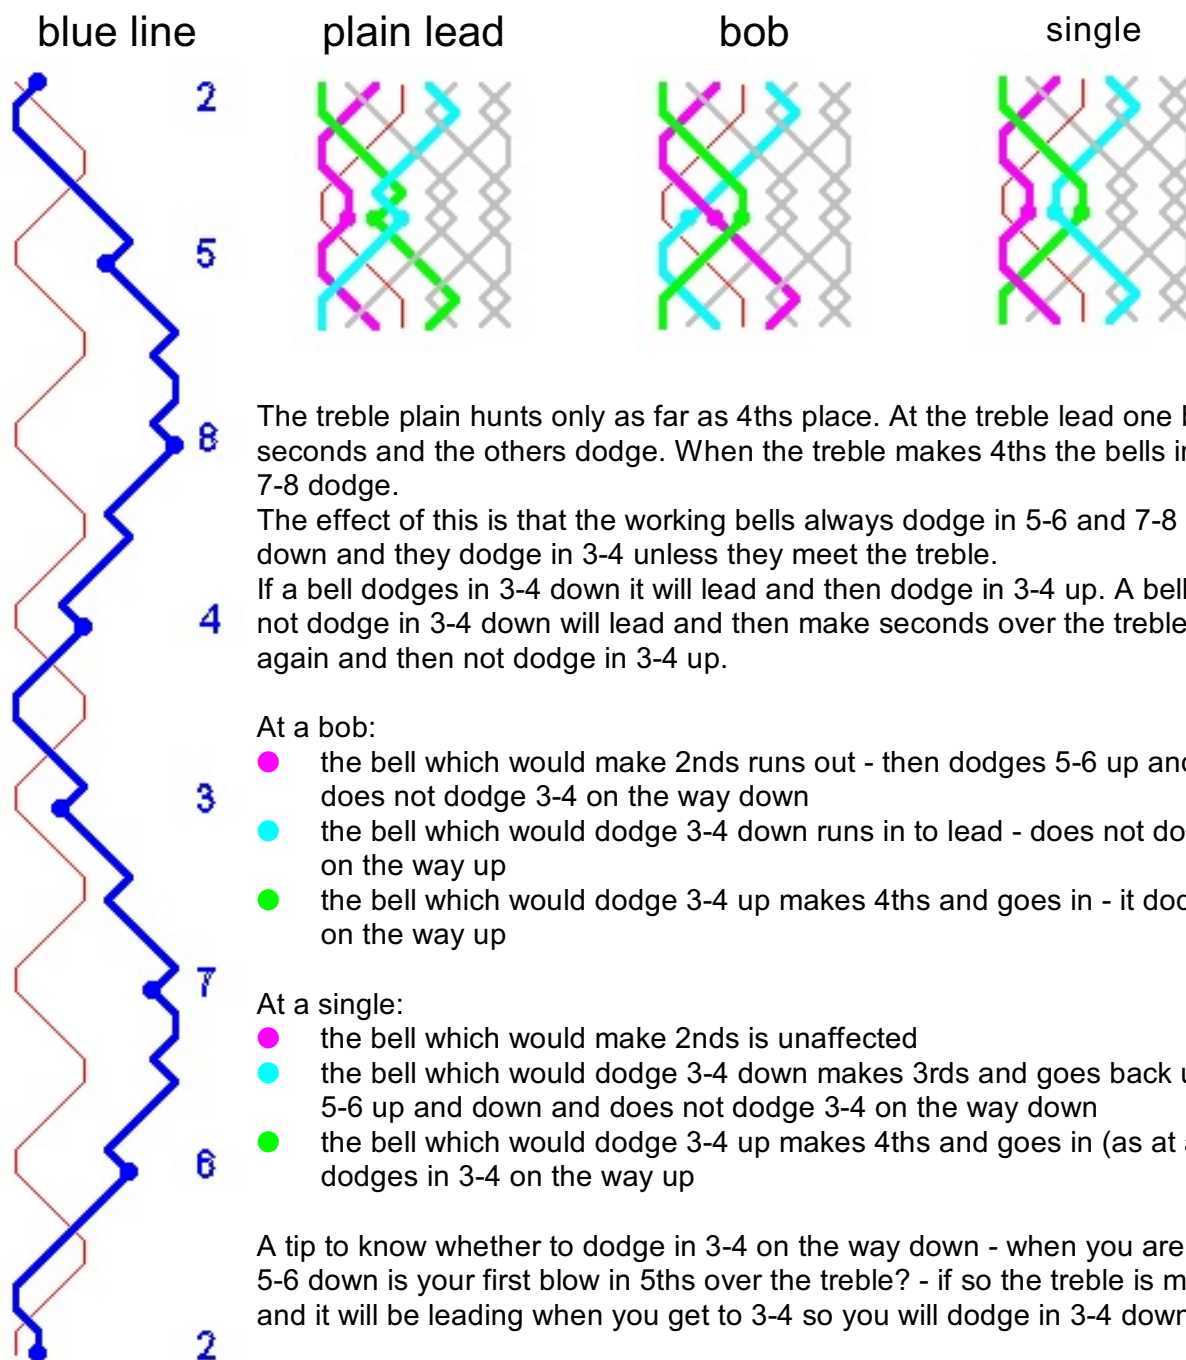 blue line
plain lead
bob
single
2
5
8
4
3
7
6
2
The treble plain hunts only as far as 4ths place. At the treble lead one
seconds and the others dodge. When the treble makes 4ths the bells
7-8 dodge.
The effect of this is that the working bells always dodge in 5-6 and 7-8
down and they dodge in 3-4 unless they meet the treble.
If a bell dodges in 3-4 down it will lead and then dodge in 3-4 up. A bell
not dodge in 3-4 down will lead and then make seconds over the treble
again and then not dodge in 3-4 up.
At a bob:
the bell which would make 2nds runs out - then dodges 5-6 up and
does not dodge 3-4 on the way down
the bell which would dodge 3-4 down runs in to lead - does not
on the way up
the bell which would dodge 3-4 up makes 4ths and goes in - it
on the way up
At a single:
the bell which would make 2nds is unaffected
the bell which would dodge 3-4 down makes 3rds and goes back
5-6 up and down and does not dodge 3-4 on the way down
the bell which would dodge 3-4 up makes 4ths and goes in (as at
dodges in 3-4 on the way up
A tip to know whether to dodge in 3-4 on the way down - when you are
5-6 down is your first blow in 5ths over the treble? - if so the treble is
and it will be leading when you get to 3-4 so you will dodge in 3-4 down